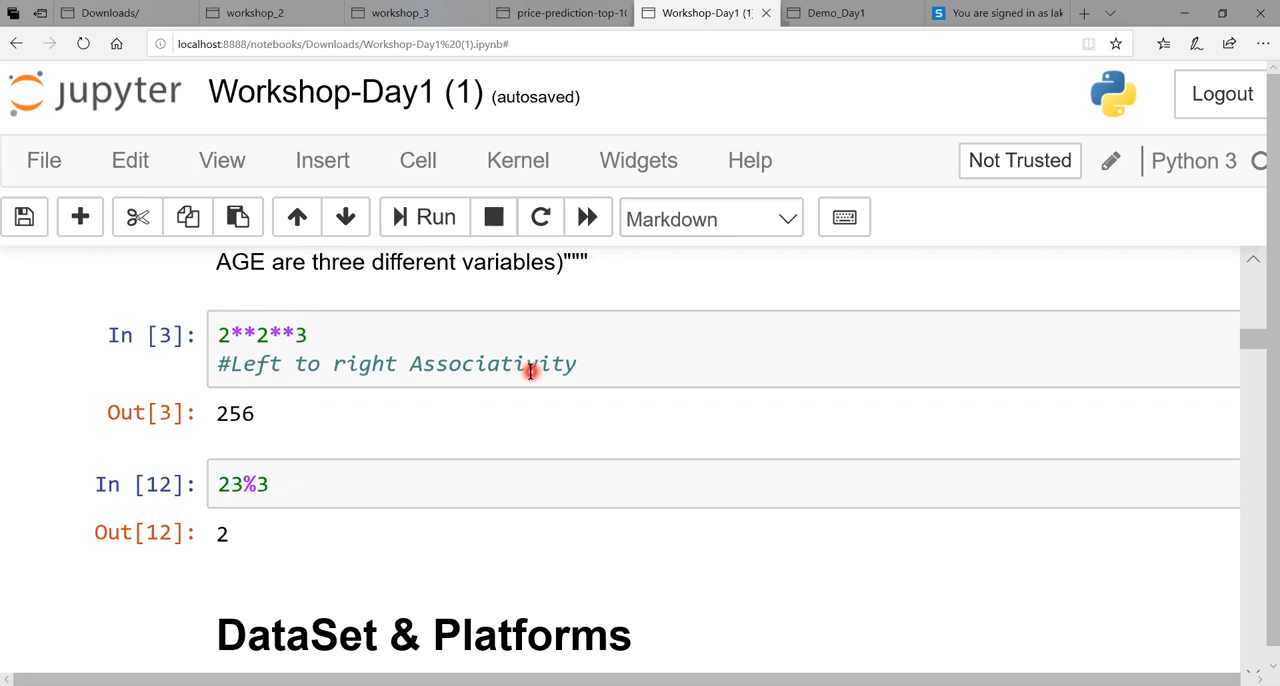 Downloads/ workshop_2 workshop_3 price-prediction-top-10 Workshop-Day1 (1) Demo_Day1 You are signed in as lak
localhost:8888/notebooks/Downloads/Workshop-Day1%20(1).ipynb#
jupyter Workshop-Day1 (1) (autosaved) Logout
File Edit View Insert Cell Kernel Widgets Help Not Trusted Python 3
Run Markdown
AGE are three different variables)"""
In [3]: 2**2**3
#Left to right Associativity
Out[3]: 256
In [12]: 23%3
Out[12]: 2
DataSet & Platforms